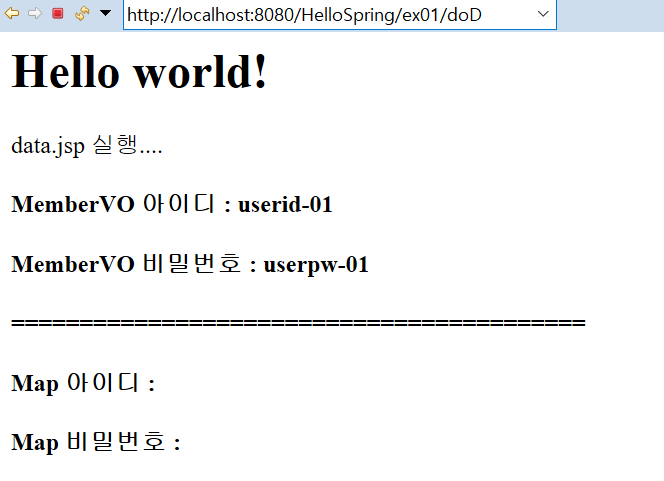 http://localhost:8080/HelloSpring/ex01/doD
Hello world!
data.jsp 실행....
MemberVO 아이디 : userid-01
MemberVO 비밀번호 : userpw-01
==========================================
Map 아이디 :
Map 비밀번호 :